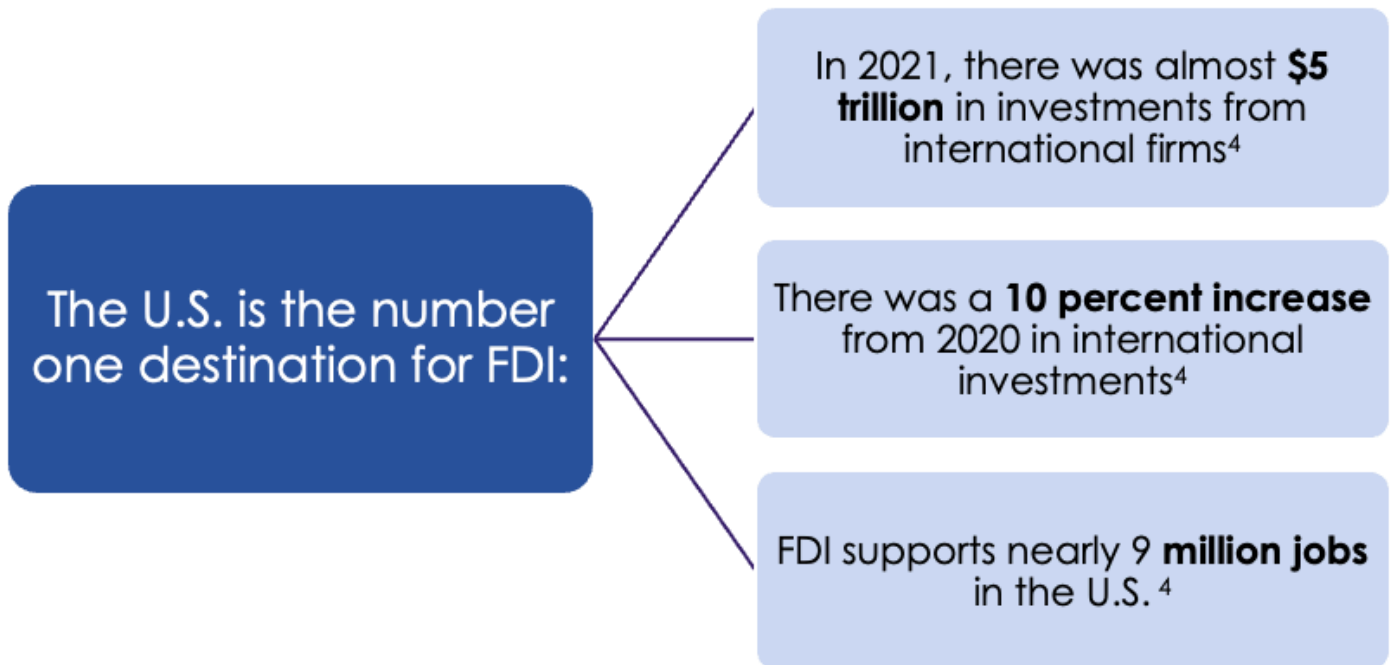 The U.S. is the number
one destination for FDI:
In 2021, there was almost $5
trillion in investments from
international firms⁴
There was a 10 percent increase
from 2020 in international
investments⁴
FDI supports nearly 9 million jobs
in the U.S. ⁴